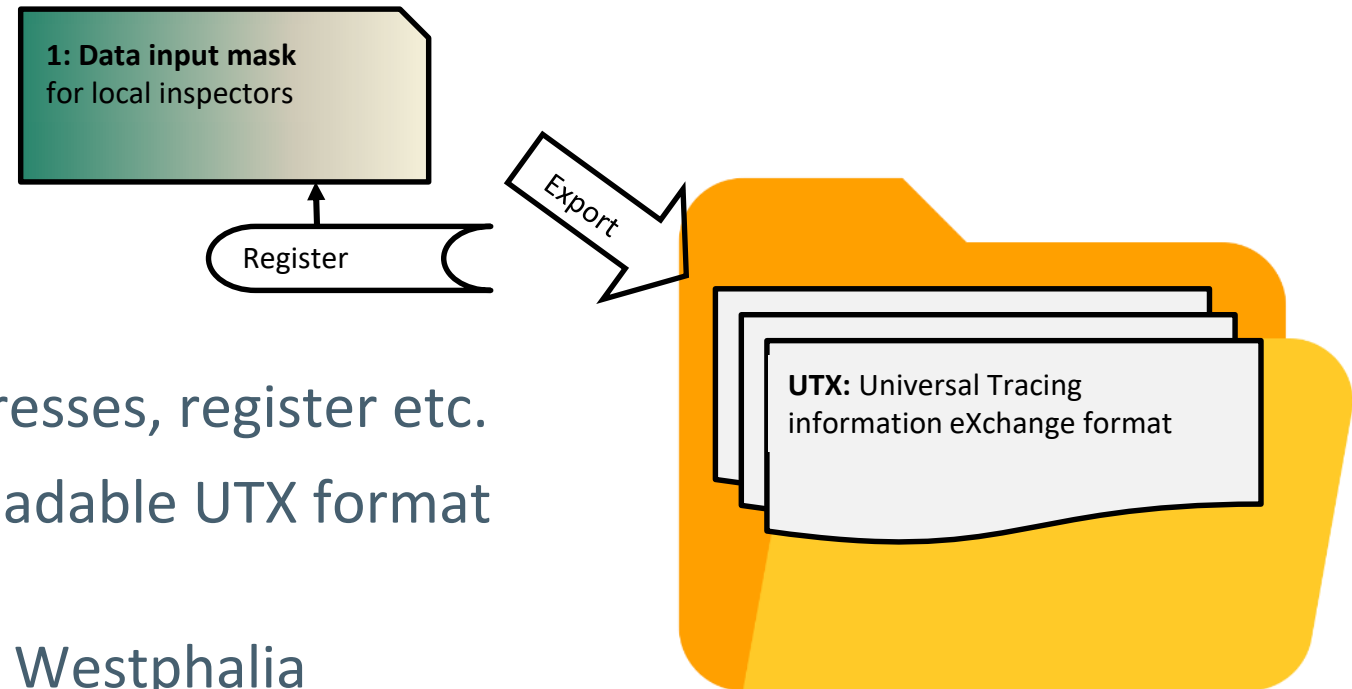 1: Data input mask
for local inspectors
Export
Register
UTX: Universal Tracing
information eXchange format
resses, register etc.
adable UTX format
Westphalia